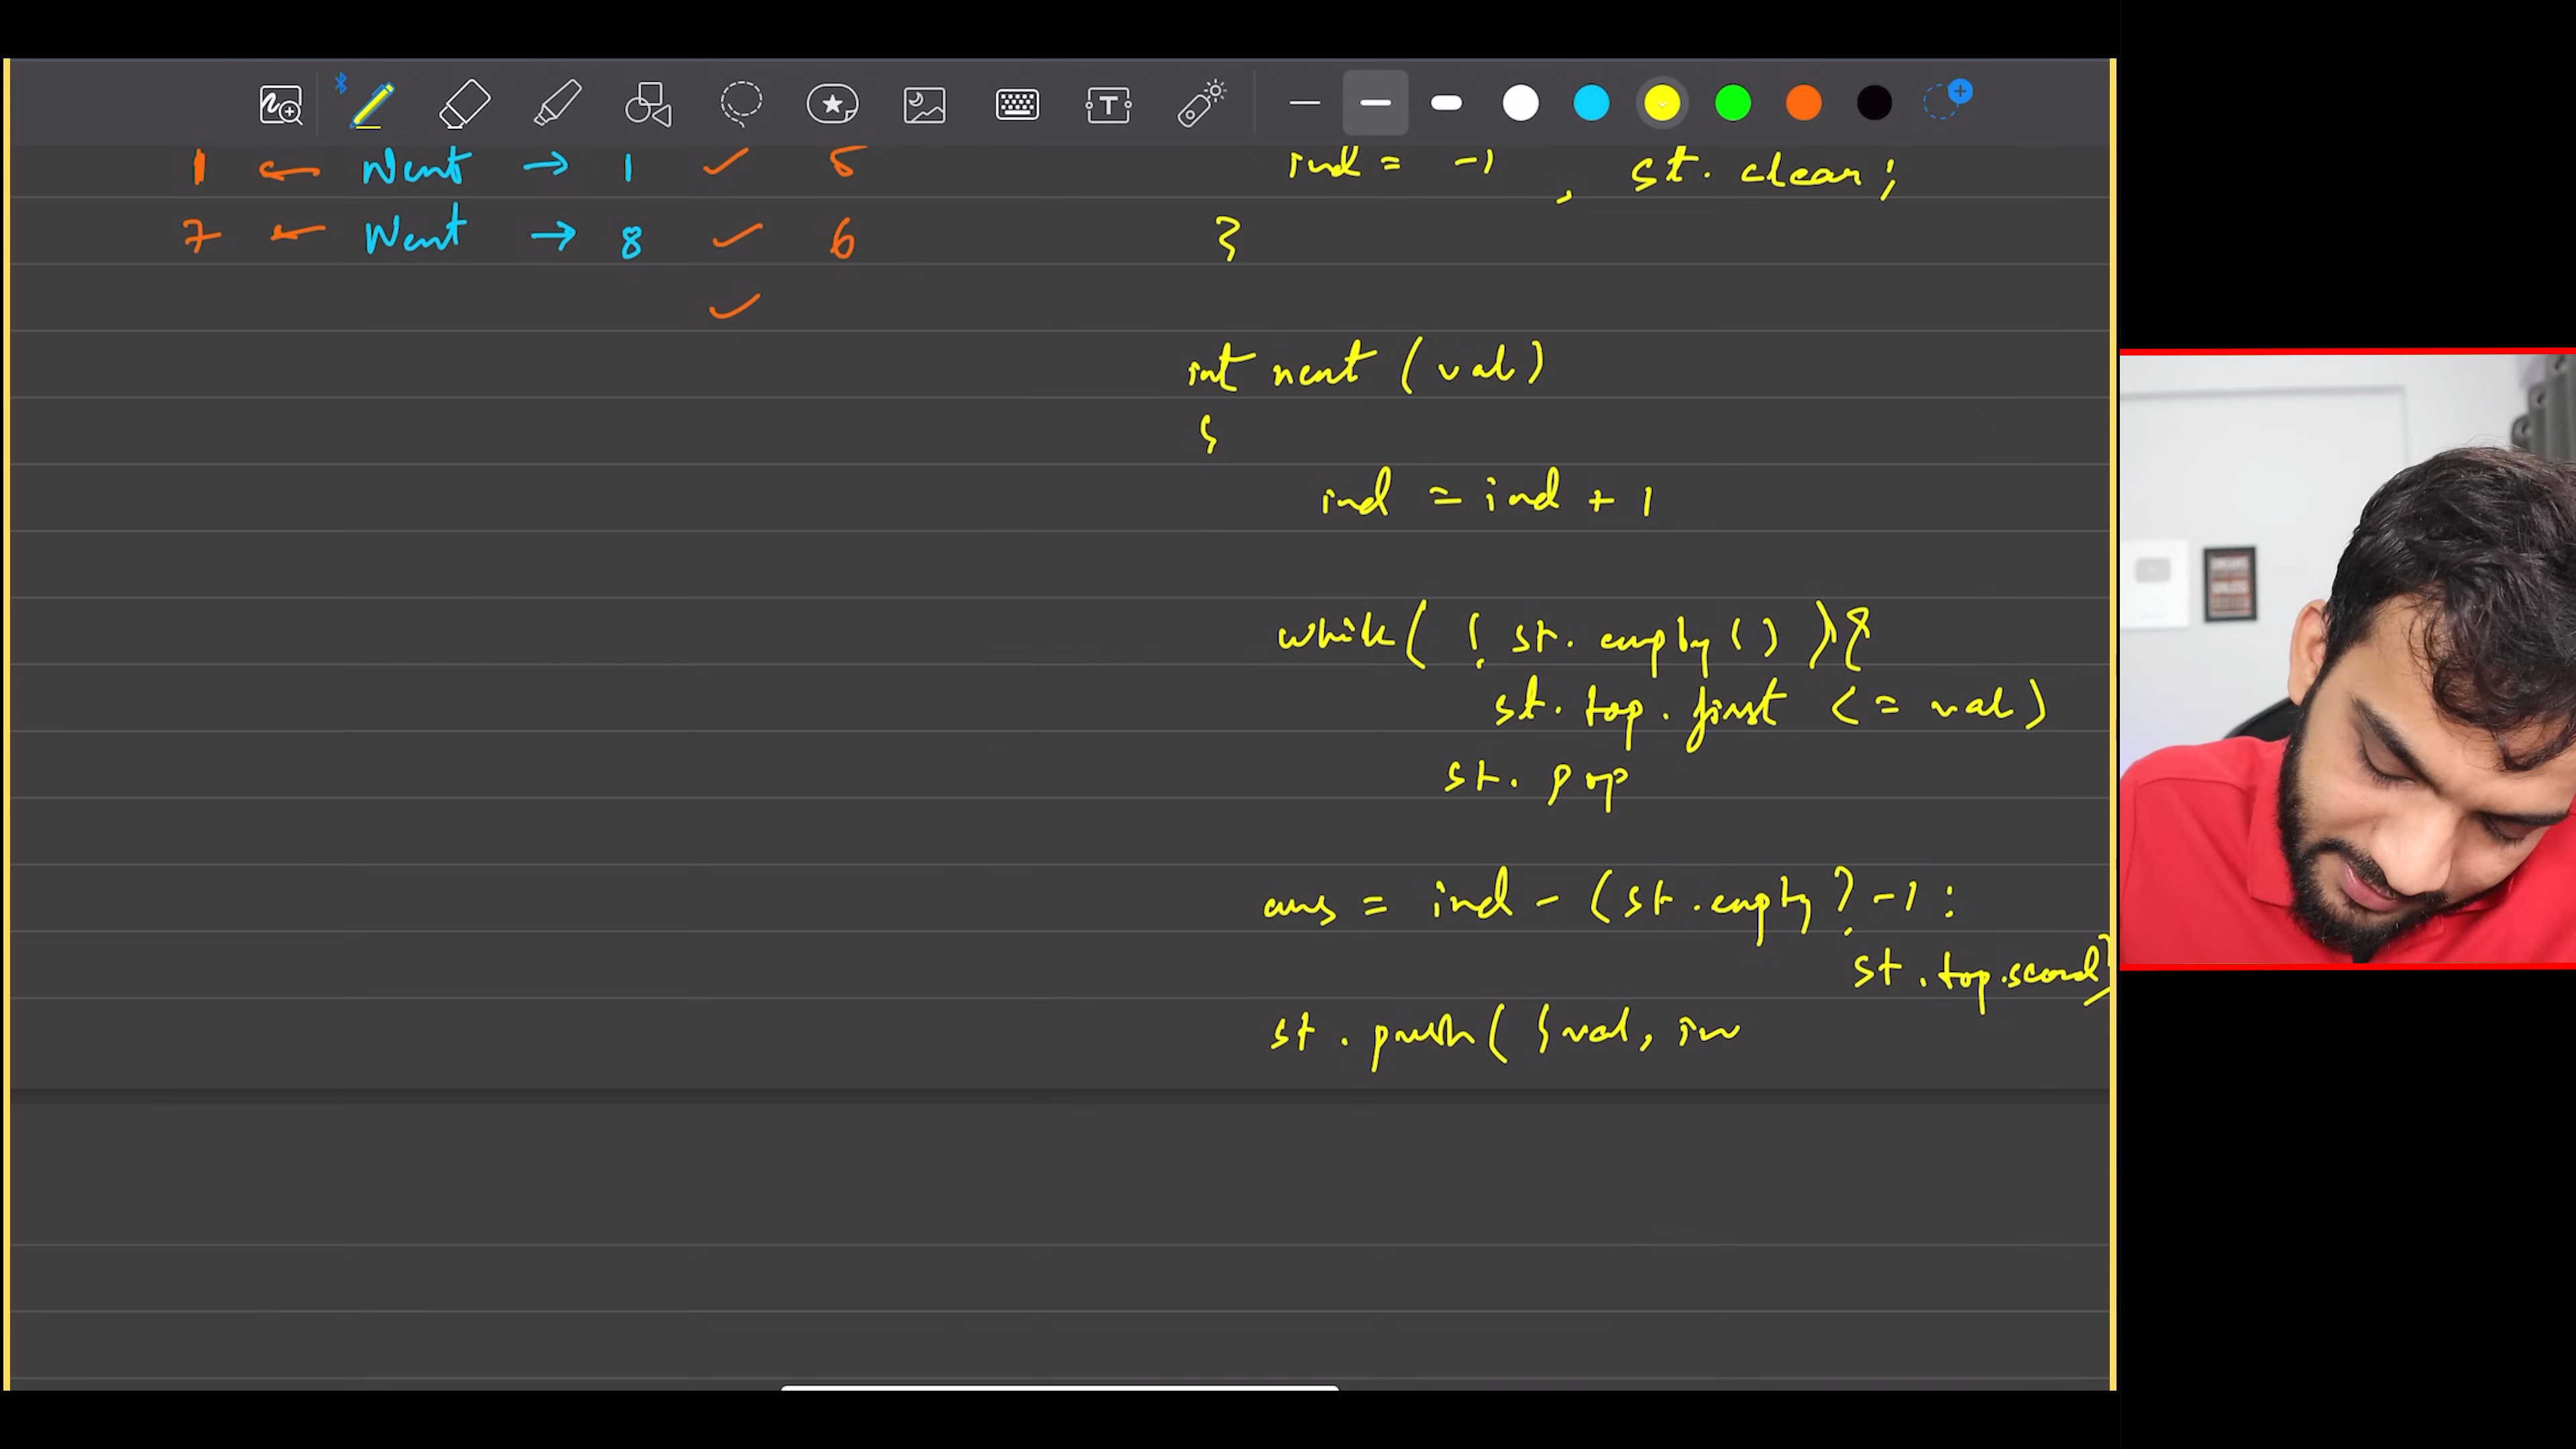 1 ← Next → 1 ✓ 5
7 ← Next → 8 ✓ 6
✓
ind = -1 , st. clear;
}
int next (val)
{
ind = ind + 1
while( ! st. empty() ){
st. top. first <= val)
st. pop
ans = ind - (st.empty ? -1 :
st.top.second)
st. push( {val, in
T